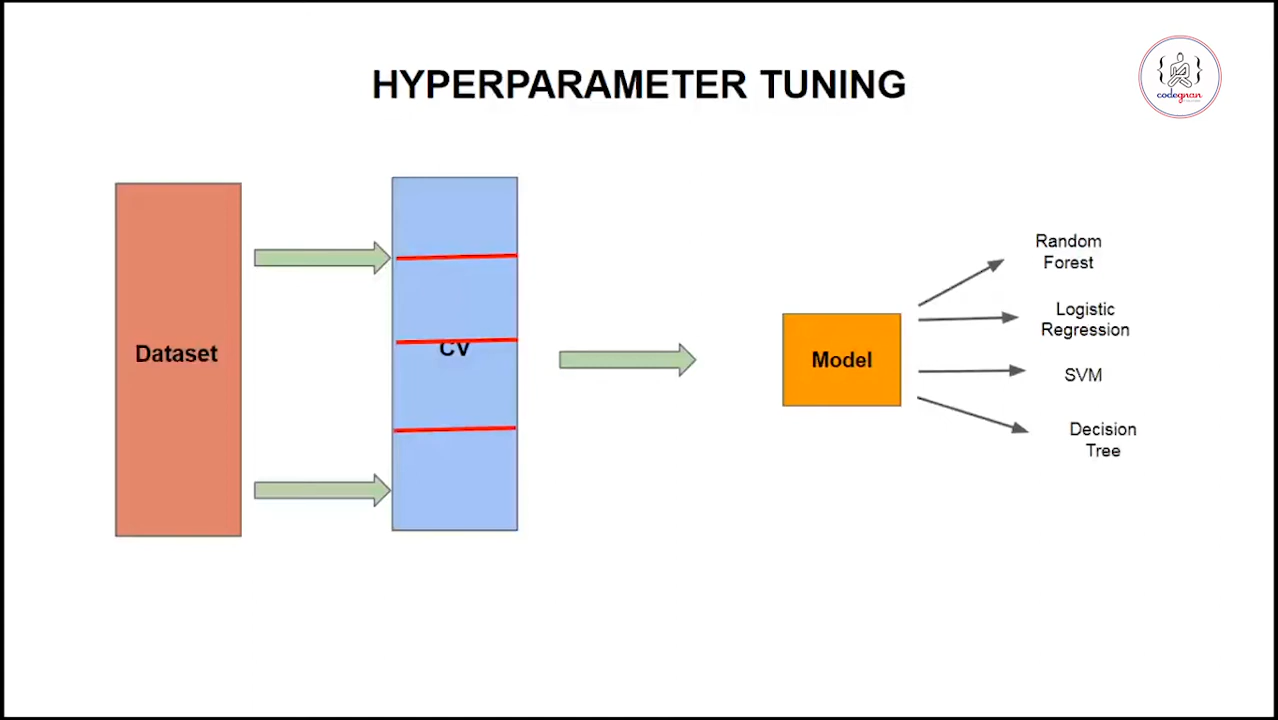 HYPERPARAMETER TUNING
codegnan
Dataset
CV
Model
Random
Forest
Logistic
Regression
SVM
Decision
Tree